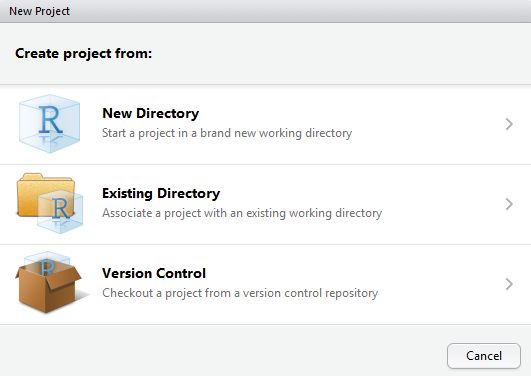 New Project
Create project from:
New Directory
Start a project in a brand new working directory
Existing Directory
Associate a project with an existing working directory
Version Control
Checkout a project from a version control repository
Cancel